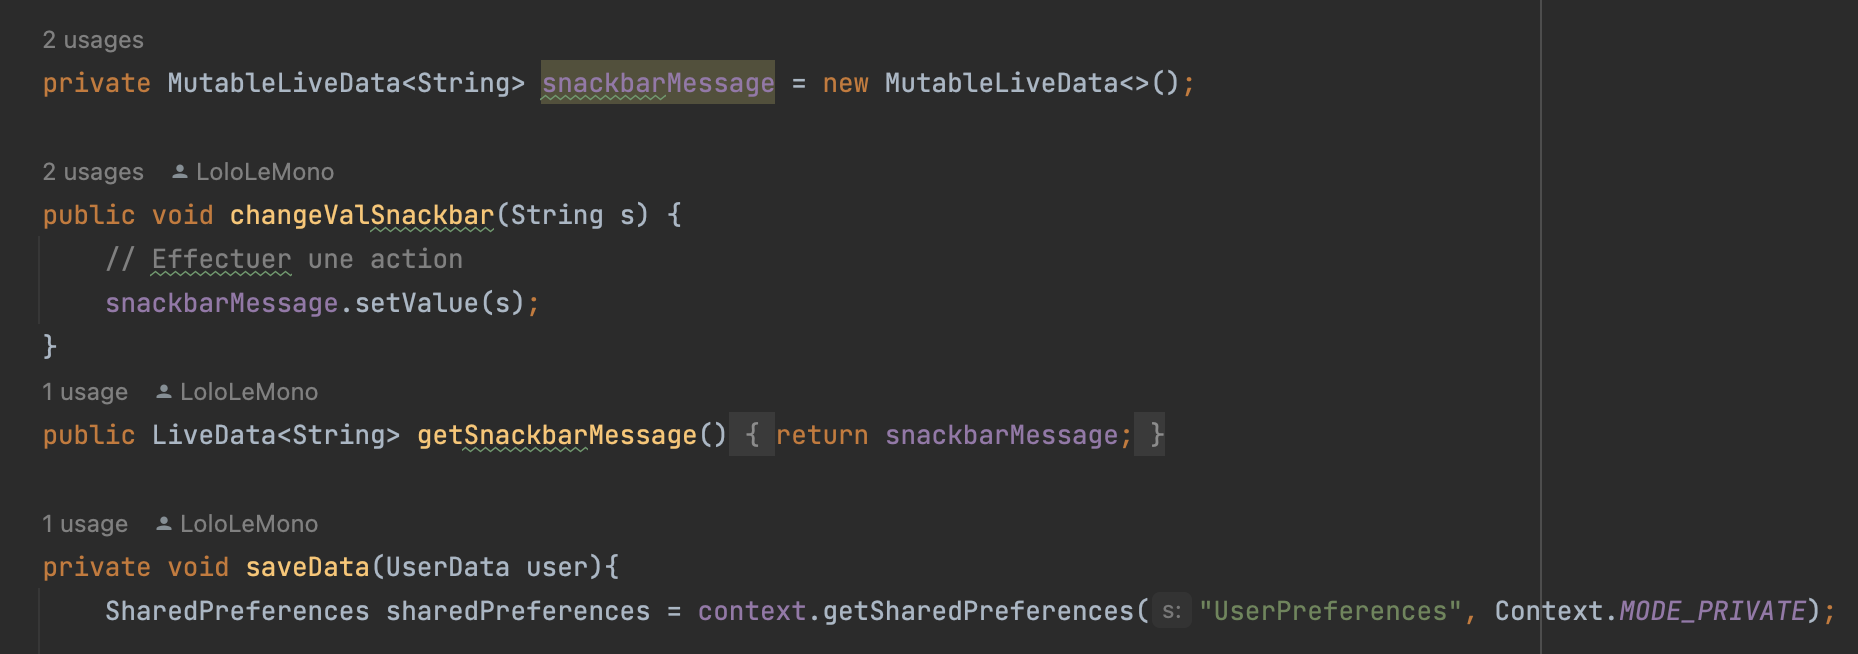 2 usages
private MutableLiveData<String> snackbarMessage = new MutableLiveData<>();
2 usages LoloLeMono
public void changeValSnackbar(String s) {
// Effectuer une action
snackbarMessage.setValue(s);
}
1 usage LoloLeMono
public LiveData<String> getSnackbarMessage() { return snackbarMessage; }
1 usage LoloLeMono
private void saveData(UserData user){
SharedPreferences sharedPreferences = context.getSharedPreferences( s: "UserPreferences", Context.MODE_PRIVATE);